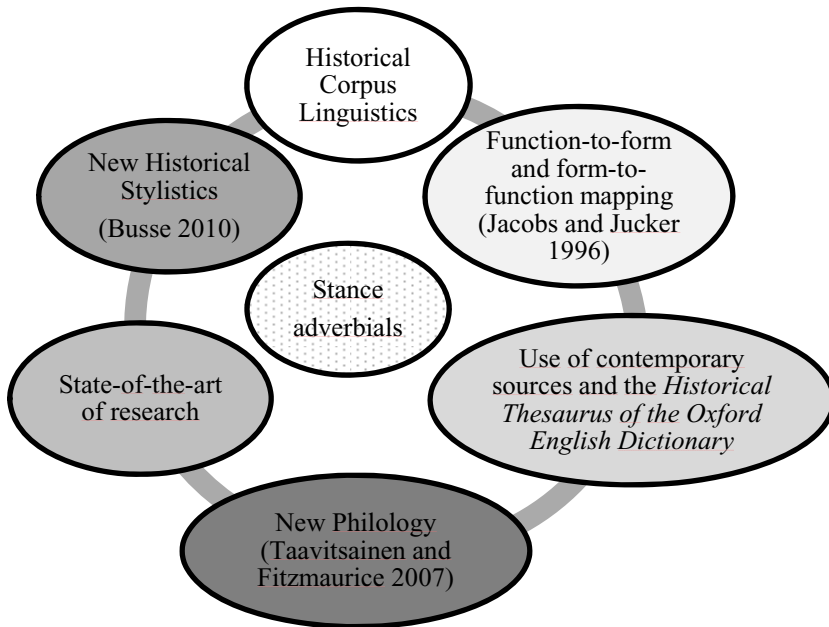 Historical
Corpus
Linguistics
Function-to-form
and form-to-
function mapping
(Jacobs and Jucker
1996)
Use of contemporary
sources and the Historical
Thesaurus of the Oxford
English Dictionary
New Philology
(Taavitsainen and
Fitzmaurice 2007)
State-of-the-art
of research
New Historical
Stylistics
(Busse 2010)
Stance
adverbials